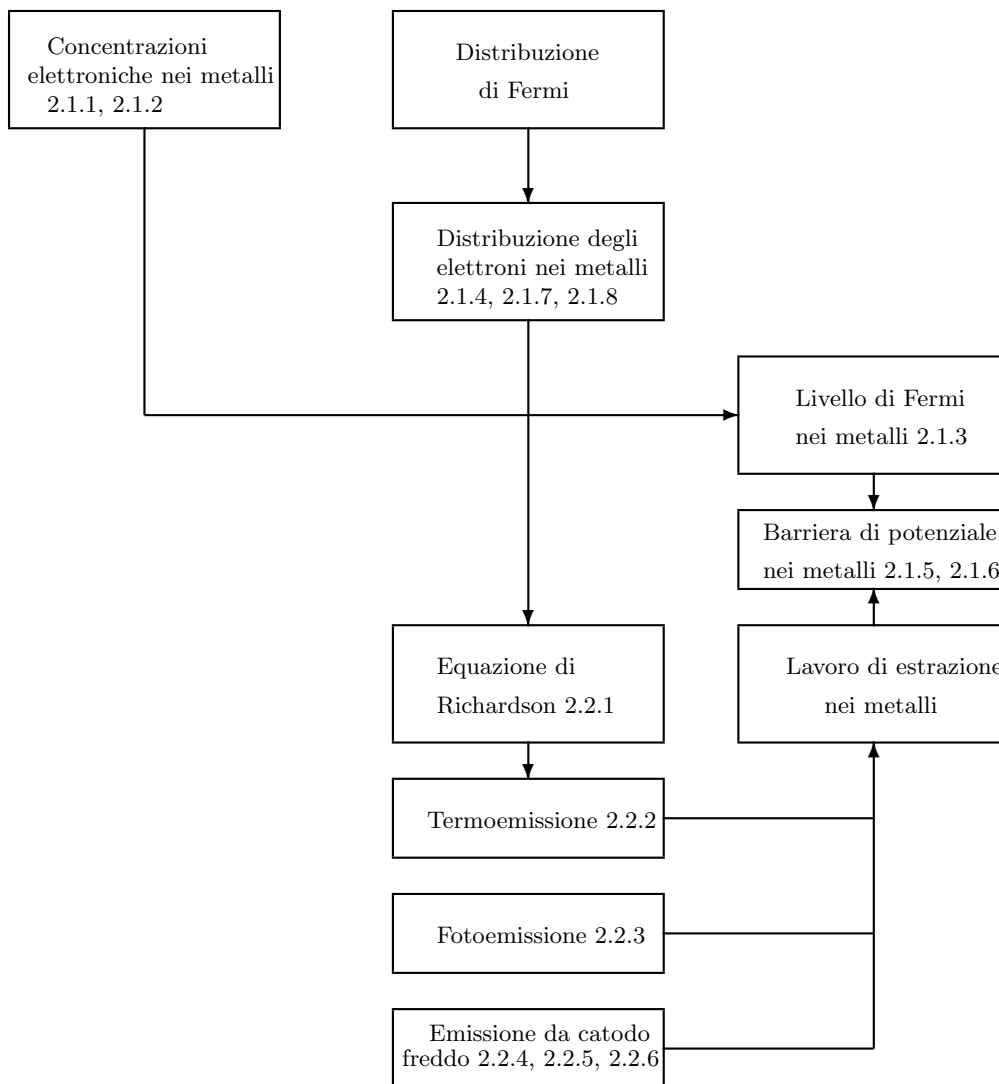 Concentrazioni
elettroniche nei metalli
2.1.1, 2.1.2
Distribuzione
di Fermi
Distribuzione degli
elettroni nei metalli
2.1.4, 2.1.7, 2.1.8
Livello di Fermi
nei metalli 2.1.3
Barriera di potenziale
nei metalli 2.1.5, 2.1.6
Equazione di
Richardson 2.2.1
Lavoro di estrazione
nei metalli
Termoemissione 2.2.2
Fotoemissione 2.2.3
Emissione da catodo
freddo 2.2.4, 2.2.5, 2.2.6